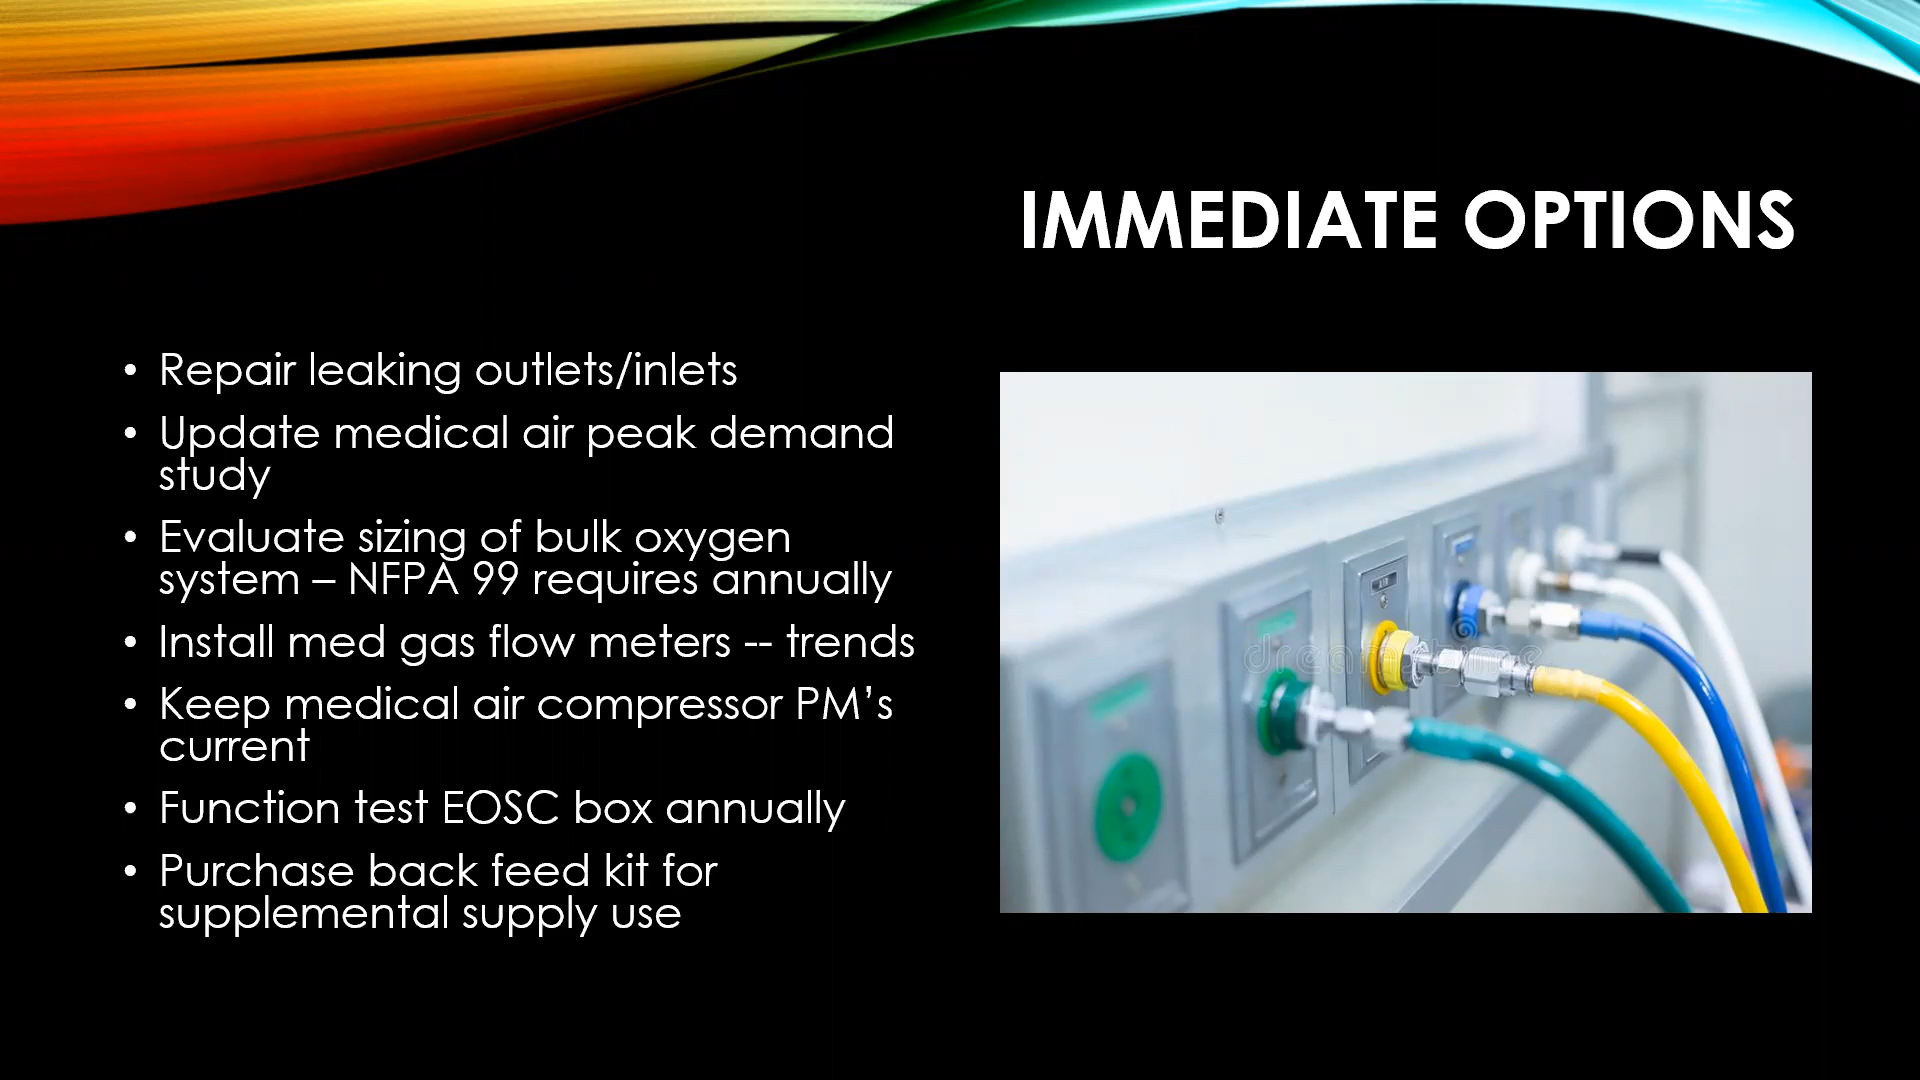 IMMEDIATE OPTIONS
• Repair leaking outlets/inlets
• Update medical air peak demand
study
• Evaluate sizing of bulk oxygen
system – NFPA 99 requires annually
• Install med gas flow meters -- trends
• Keep medical air compressor PM’s
current
• Function test EOSC box annually
• Purchase back feed kit for
supplemental supply use
AIR
dreamstime